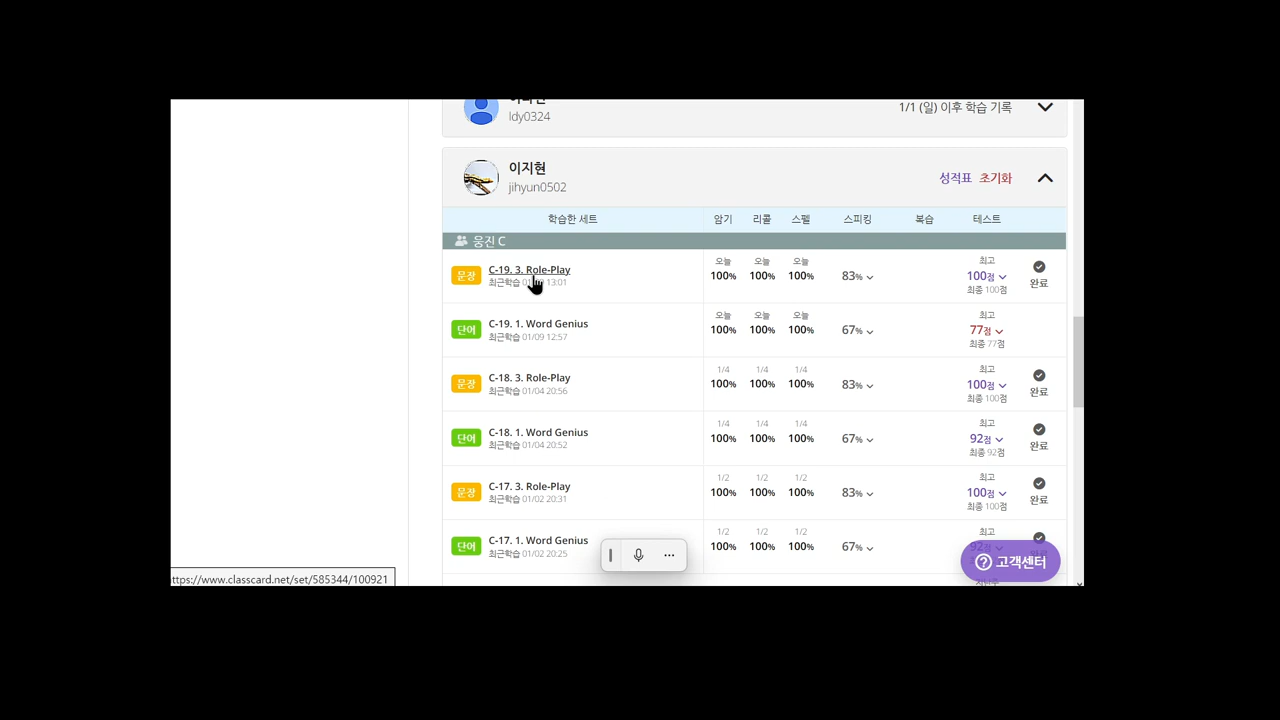 ldy0324
1/1 (일) 이후 학습 기록
이지현
jihyun0502
성적표 초기화
학습한 세트 암기 리콜 스펠 스피킹 복습 테스트
웅진 C
문장 C-19. 3. Role-Play 오늘 100% 오늘 100% 오늘 100% 83% 최고 100점 완료
최근학습 13:01 최종 100점
단어 C-19. 1. Word Genius 오늘 100% 오늘 100% 오늘 100% 67% 최고 77점
최근학습 01/09 12:57 최종 77점
문장 C-18. 3. Role-Play 1/4 100% 1/4 100% 1/4 100% 83% 최고 100점 완료
최근학습 01/04 20:56 최종 100점
단어 C-18. 1. Word Genius 1/4 100% 1/4 100% 1/4 100% 67% 최고 92점 완료
최근학습 01/04 20:52 최종 92점
문장 C-17. 3. Role-Play 1/2 100% 1/2 100% 1/2 100% 83% 최고 100점 완료
최근학습 01/02 20:31 최종 100점
단어 C-17. 1. Word Genius 1/2 100% 1/2 100% 1/2 100% 67% 최고 92점
최근학습 01/02 20:25
고객센터
ttps://www.classcard.net/set/585344/100921